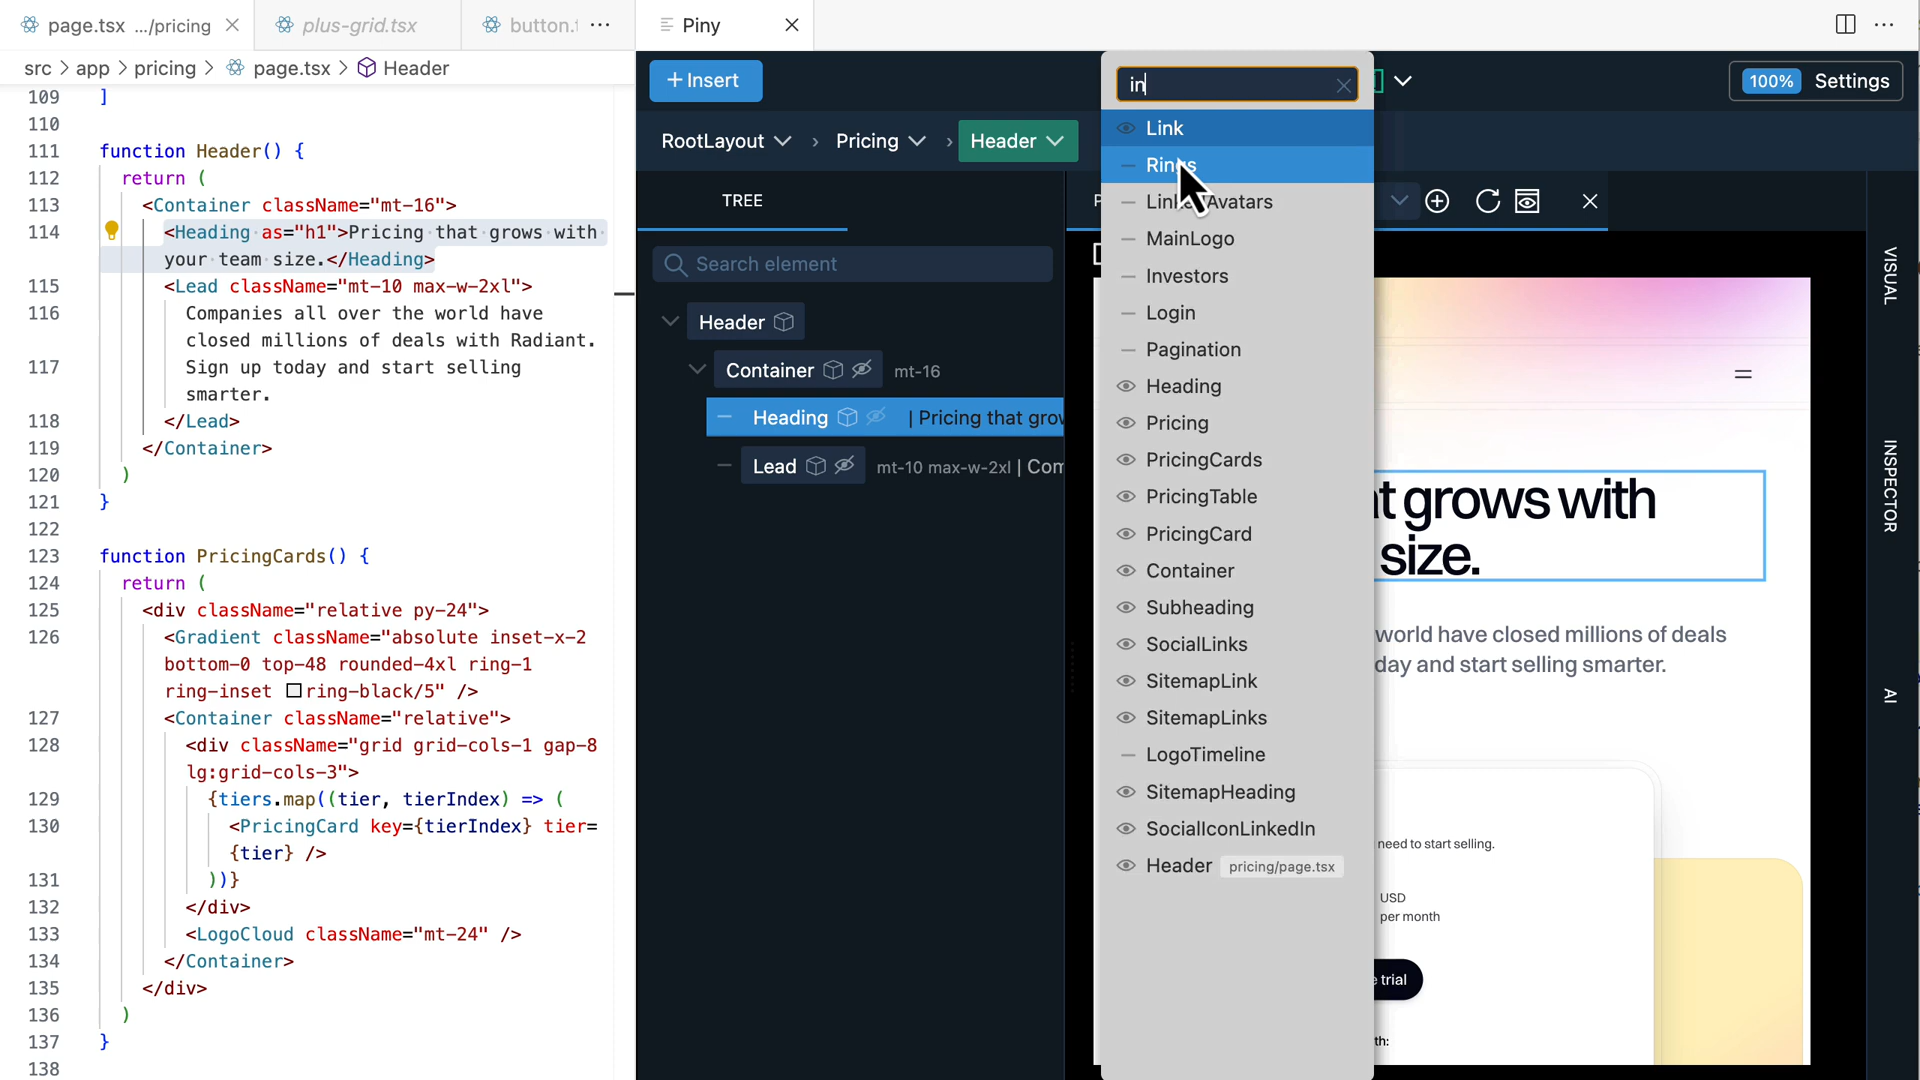 page.tsx .../pricing
plus-grid.tsx
button.t ···
Piny
src > app > pricing > page.tsx > Header
109 ]
110
111 function Header() {
112 return (
113 <Container className="mt-16">
114 <Heading as="h1">Pricing that grows with
your team size.</Heading>
115 <Lead className="mt-10 max-w-2xl">
116 Companies all over the world have
closed millions of deals with Radiant.
117 Sign up today and start selling
smarter.
118 </Lead>
119 </Container>
120 )
121 }
122
123 function PricingCards() {
124 return (
125 <div className="relative py-24">
126 <Gradient className="absolute inset-x-2
bottom-0 top-48 rounded-4xl ring-1
ring-inset ring-black/5" />
127 <Container className="relative">
128 <div className="grid grid-cols-1 gap-8
lg:grid-cols-3">
129 {tiers.map((tier, tierIndex) => (
130 <PricingCard key={tierIndex} tier=
{tier} />
131 ))}
132 </div>
133 <LogoCloud className="mt-24" />
134 </Container>
135 </div>
136 )
137 }
138
+ Insert
100% Settings
RootLayout > Pricing > Header
TREE
Search element
Header
Container mt-16
Heading | Pricing that grow
Lead mt-10 max-w-2xl | Com
in
Link
Rings
MainLogo
Investors
Login
Pagination
Heading
Pricing
PricingCards
PricingTable
PricingCard
Container
Subheading
SocialLinks
SitemapLink
SitemapLinks
LogoTimeline
SitemapHeading
SocialIconLinkedIn
Header pricing/page.tsx
grows with
size.
world have closed millions of deals
day and start selling smarter.
need to start selling.
USD
per month
trial
th:
VISUAL
INSPECTOR
AI